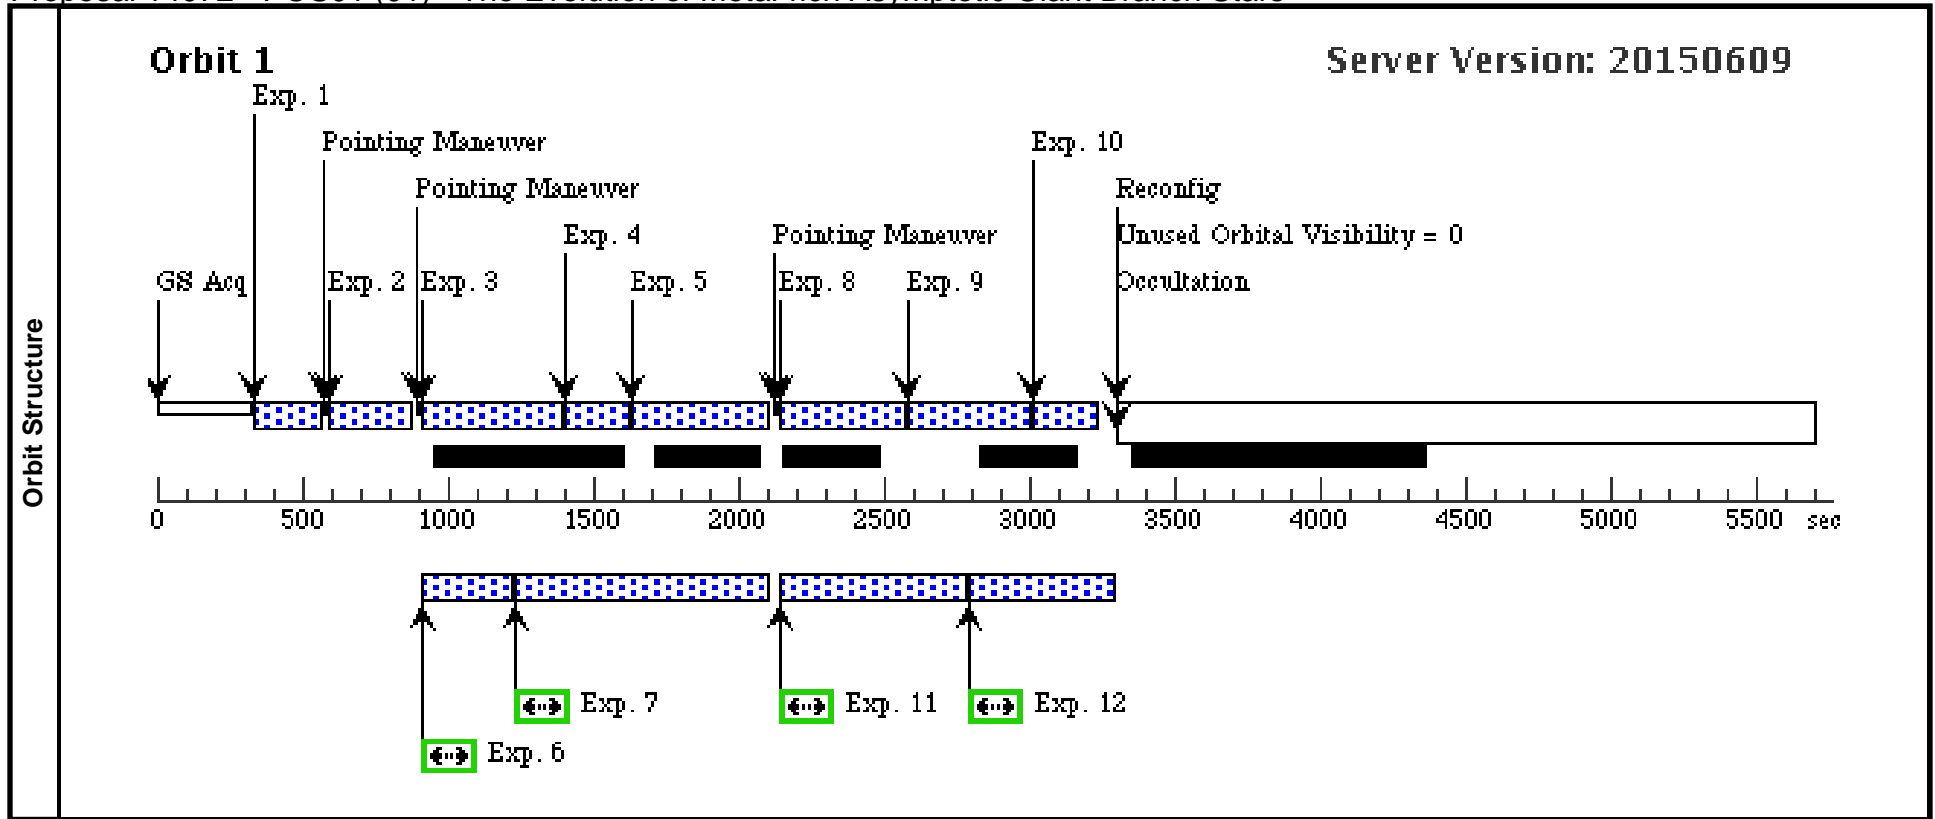 Orbit Structure
Orbit 1
Server Version: 20150609
Exp. 1
Pointing Maneuver
Exp. 10
Pointing Maneuver
Reconfig
Exp. 4
Pointing Maneuver
Unused Orbital Visibility = 0
GS Acq
Exp. 2
Exp. 3
Exp. 5
Exp. 8
Exp. 9
Occultation
0 500 1000 1500 2000 2500 3000 3500 4000 4500 5000 5500 sec
Exp. 7
Exp. 11
Exp. 12
Exp. 6